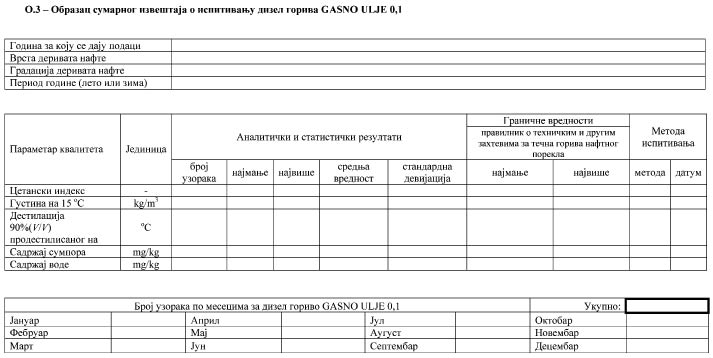 О.3 – Образац сумарног извештаја о испитивању дизел горива GASNO ULJE 0,1
Година за коју се дају подаци
Врста деривата нафте
Градација деривата нафте
Период године (лето или зима)
Параметар квалитета
Јединица
Аналитички и статистички резултати
Граничне вредности
правилник о техничким и другим
захтевима за течна горива нафтног
порекла
Метода
испитивања
број
узорака
најмање
највише
средња
вредност
стандардна
девијација
најмање
највише
метода
датум
Цетански индекс -
Густина на 15 °C kg/m³
Дестилација
90%(V/V)
продестилисаног на
°C
Садржај сумпора mg/kg
Садржај воде mg/kg
Број узорака по месецима за дизел гориво GASNO ULJE 0,1 Укупно:
Јануар Април Јул Октобар
Фебруар Мај Аугуст Новембар
Март Јун Септембар Децембар